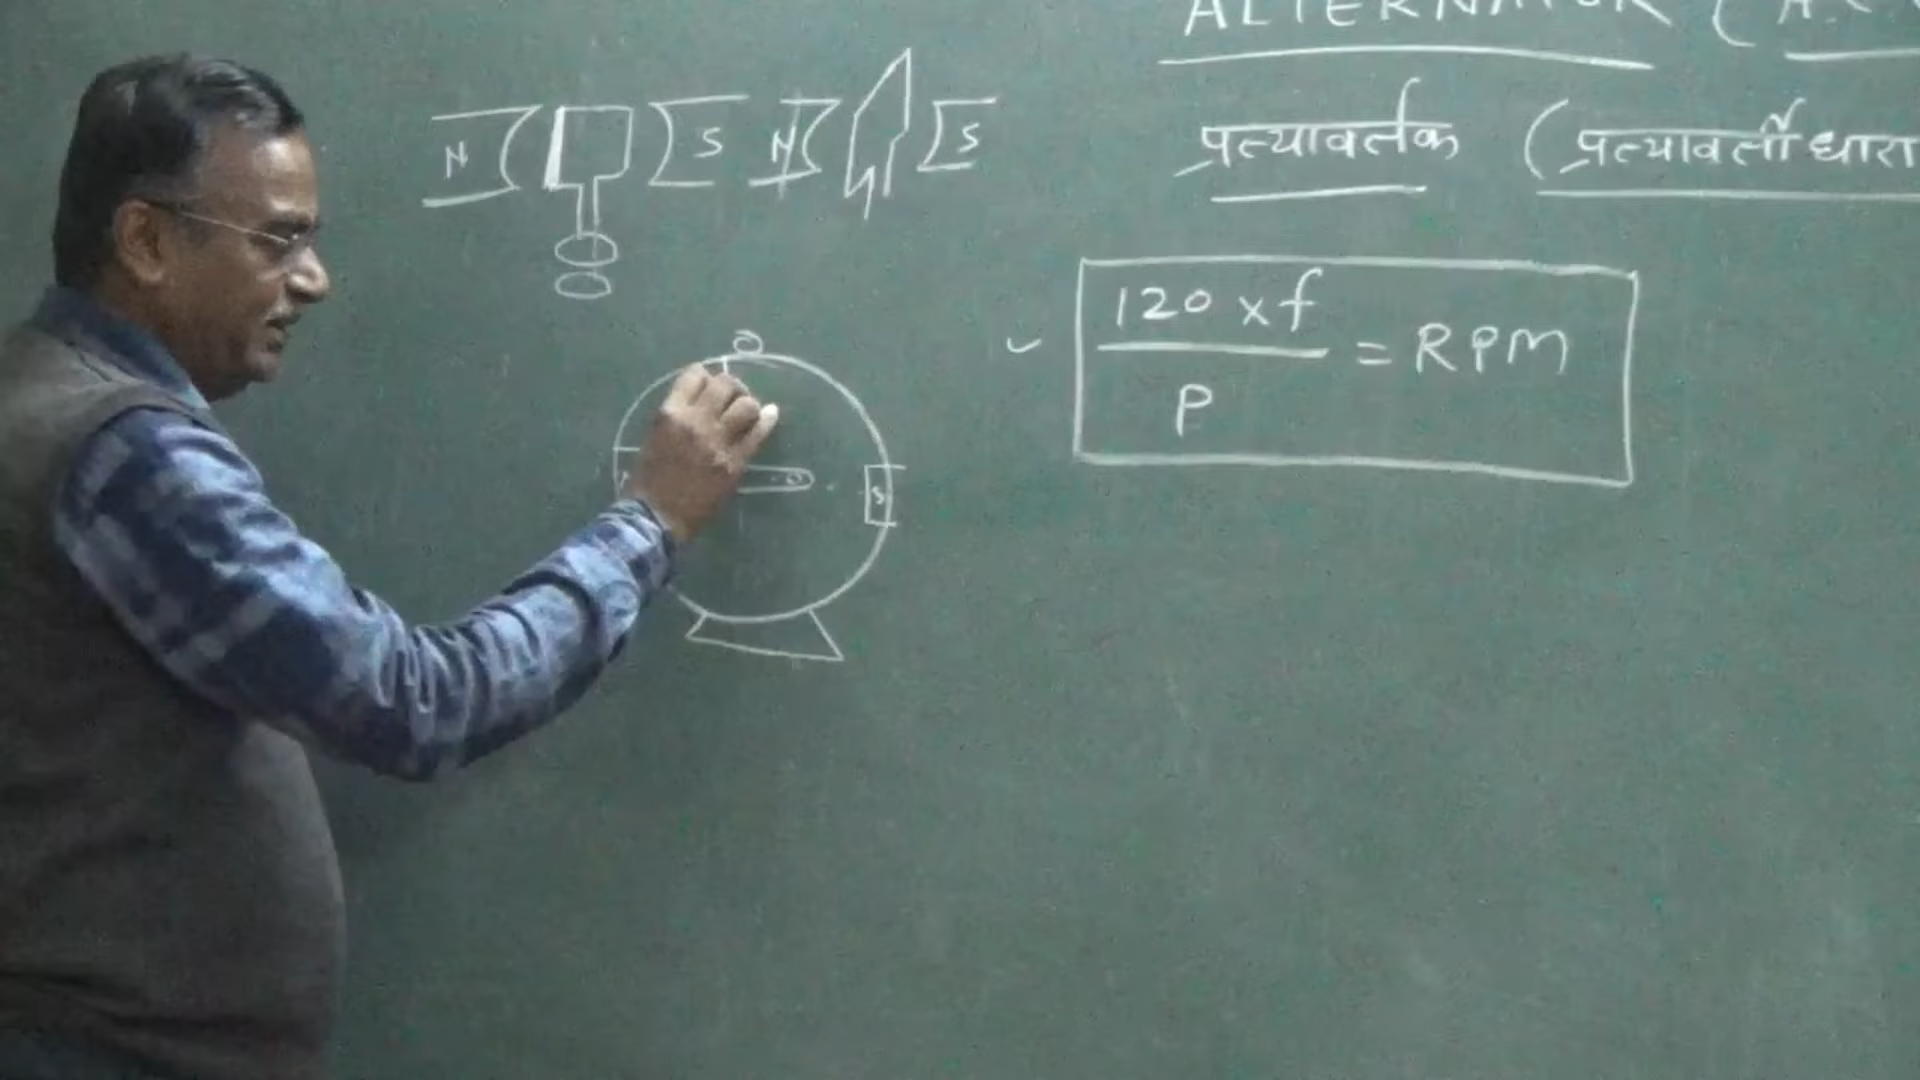 ALTERNATOR (A.C.
प्रत्यावर्तक (प्रत्यावर्ती धारा
N S N S
120 x f
= RPM
P
S